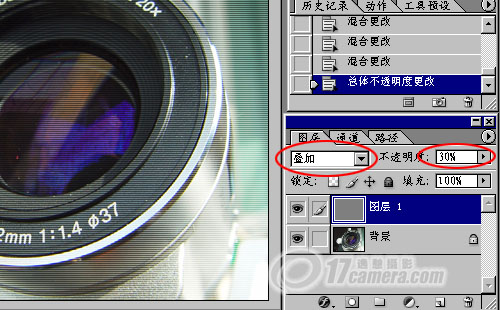 20x
2mm 1:1.4 Ø37
历史记录 动作 工具预设
混合更改
混合更改
混合更改
总体不透明度更改
图层 通道 路径
叠加 不透明度: 30%
锁定: 填充: 100%
图层 1
背景
17camera.com